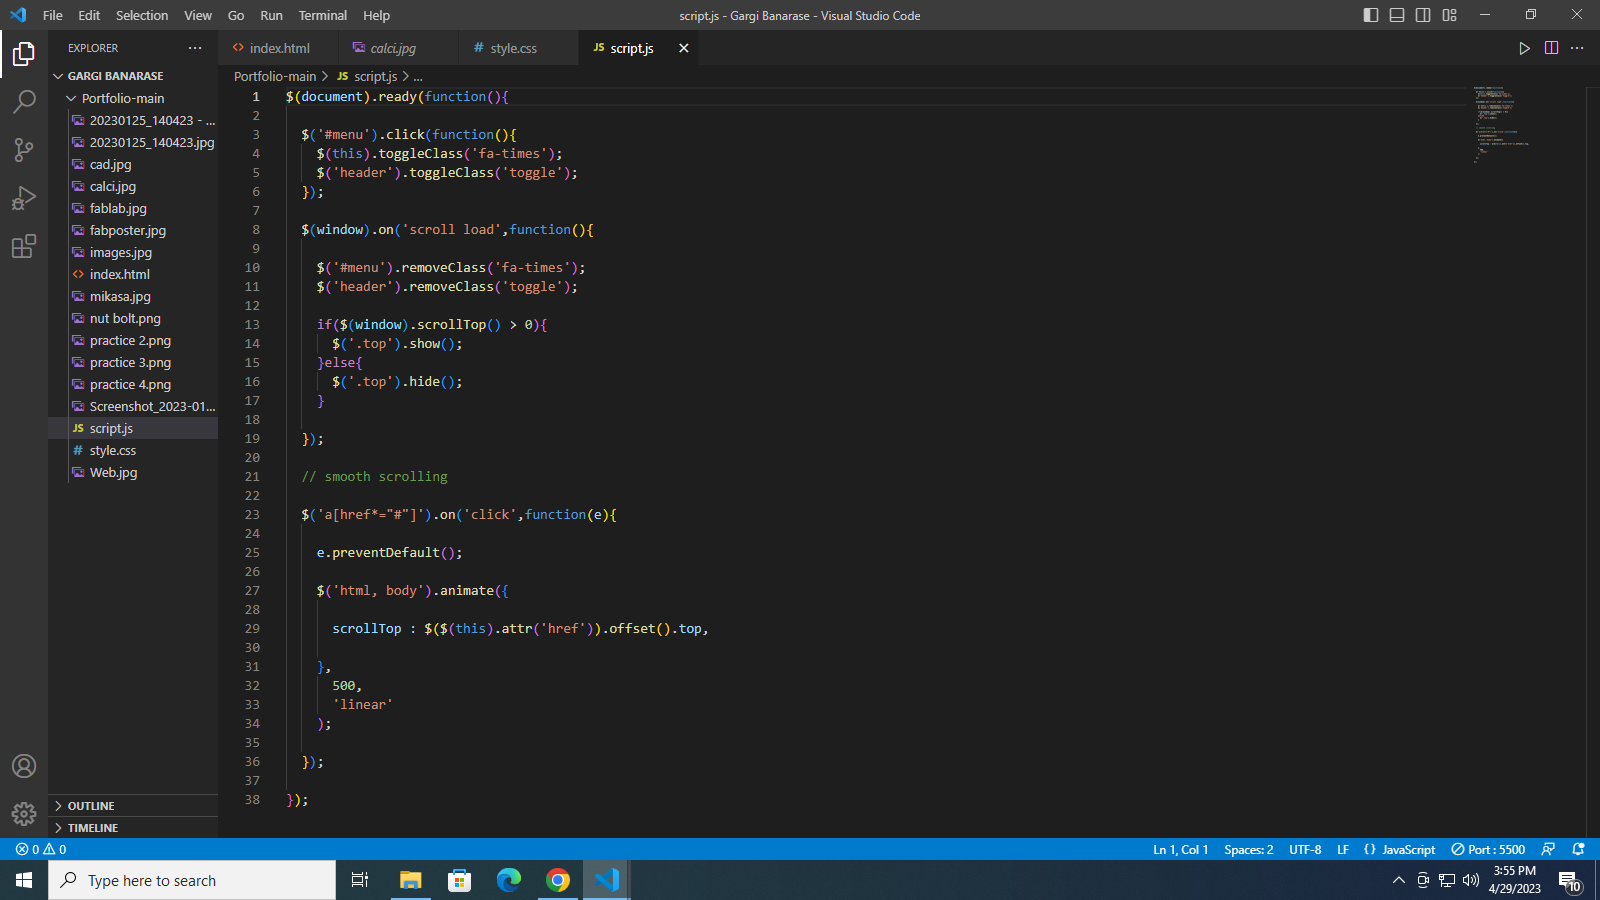 File Edit Selection View Go Run Terminal Help
script.js - Gargi Banarase - Visual Studio Code
EXPLORER
index.html
calci.jpg
# style.css
JS script.js
GARGI BANARASE
Portfolio-main
20230125_140423 - ...
20230125_140423.jpg
cad.jpg
calci.jpg
fablab.jpg
fabposter.jpg
images.jpg
index.html
mikasa.jpg
nut bolt.png
practice 2.png
practice 3.png
practice 4.png
Screenshot_2023-01...
JS script.js
# style.css
Web.jpg
OUTLINE
TIMELINE
Portfolio-main > JS script.js > ...
1 $(document).ready(function(){
2
3 $('#menu').click(function(){
4 $(this).toggleClass('fa-times');
5 $('header').toggleClass('toggle');
6 });
7
8 $(window).on('scroll load',function(){
9
10 $('#menu').removeClass('fa-times');
11 $('header').removeClass('toggle');
12
13 if($(window).scrollTop() > 0){
14 $('.top').show();
15 }else{
16 $('.top').hide();
17 }
18
19 });
20
21 // smooth scrolling
22
23 $('a[href*="#"]').on('click',function(e){
24
25 e.preventDefault();
26
27 $('html, body').animate({
28
29 scrollTop : $($(this).attr('href')).offset().top,
30
31 },
32 500,
33 'linear'
34 );
35
36 });
37
38 });
0 0
Ln 1, Col 1 Spaces: 2 UTF-8 LF {} JavaScript Port : 5500
Type here to search
3:55 PM
4/29/2023
10